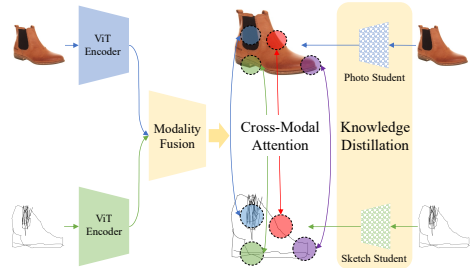 ViT
Encoder
Modality
Fusion
ViT
Encoder
Cross-Modal
Attention
Photo Student
Knowledge
Distillation
Sketch Student